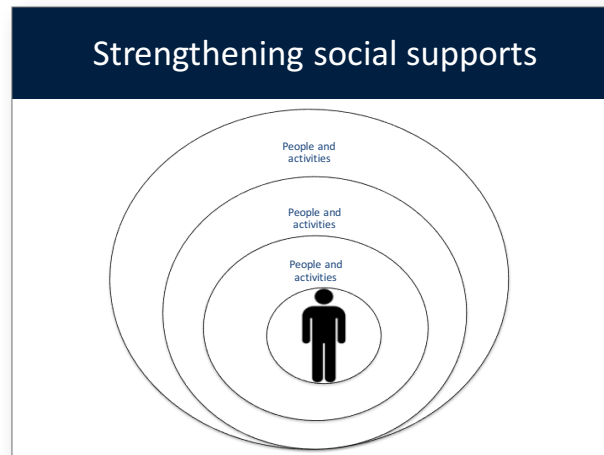 Strengthening social supports
People and
activities
People and
activities
People and
activities